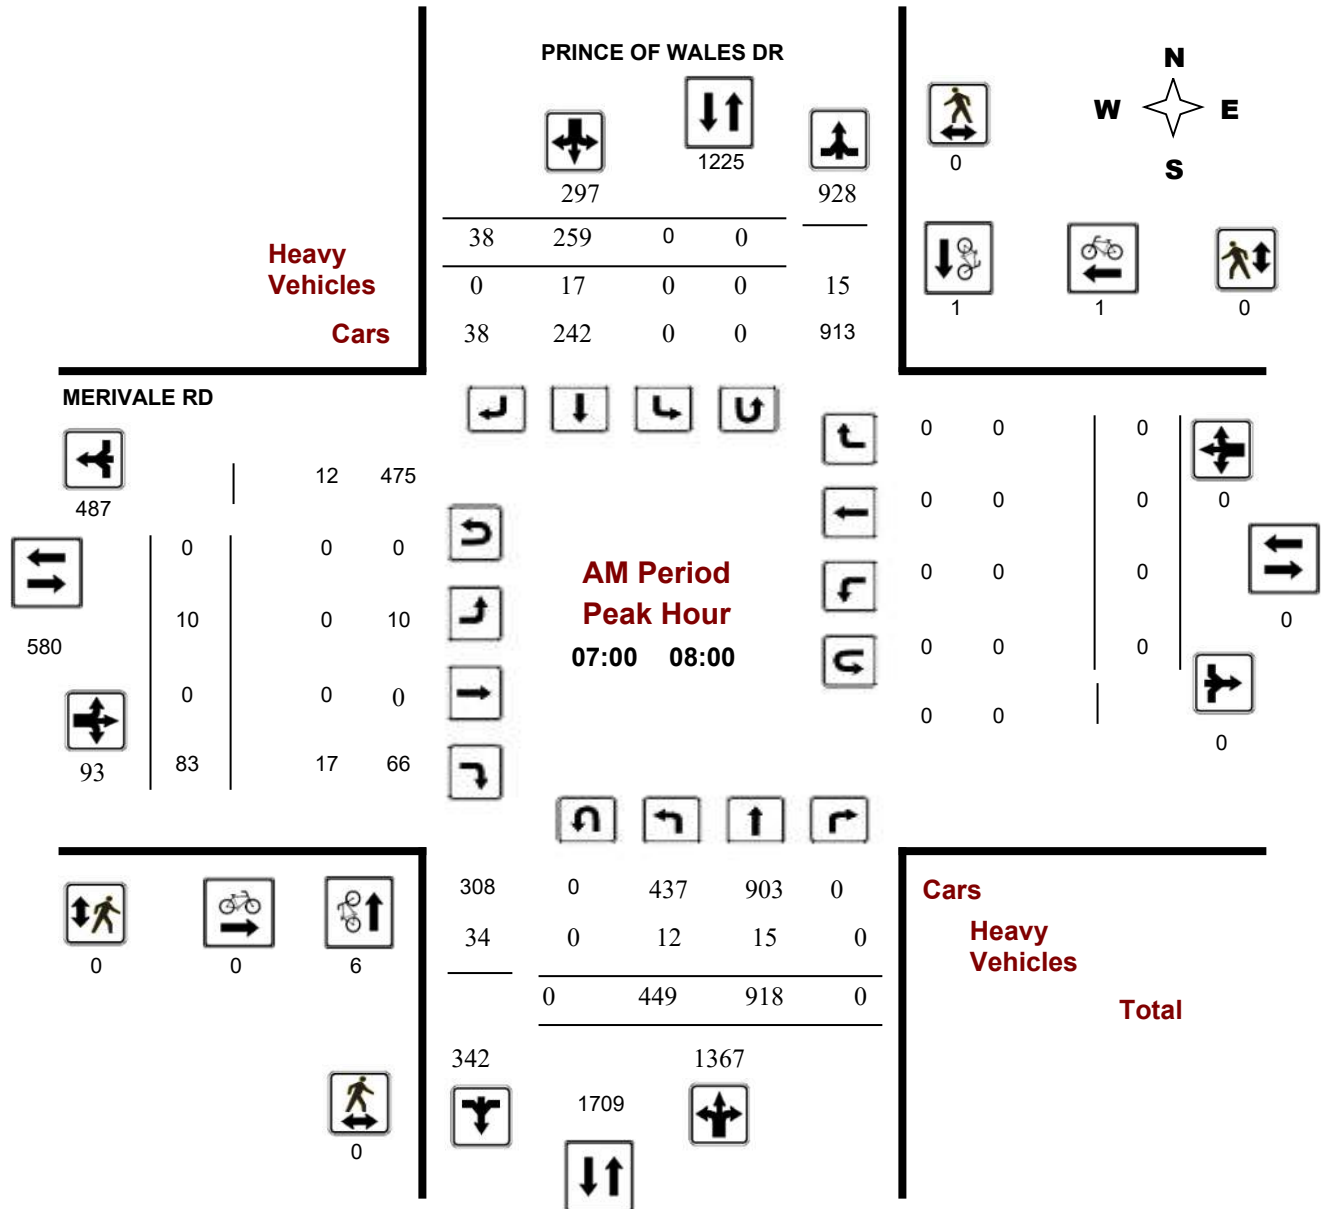 PRINCE OF WALES DR
N
W E
S
1225
0
297 928
38 259 0 0
Heavy
Vehicles
0 17 0 0 15
1 1 0
Cars
38 242 0 0 913
MERIVALE RD
0 0 0
12 475
487
0 0 0 0
0 0 0
AM Period
0 0 0
10 0 10
Peak Hour
0
580
07:00 08:00
0 0 0
0 0 0
0 0
0
93
83 17 66
308 0 437 903 0
Cars
34 0 12 15 0
Heavy
Vehicles
0 0 6
0 449 918 0
Total
342 1367
1709
0